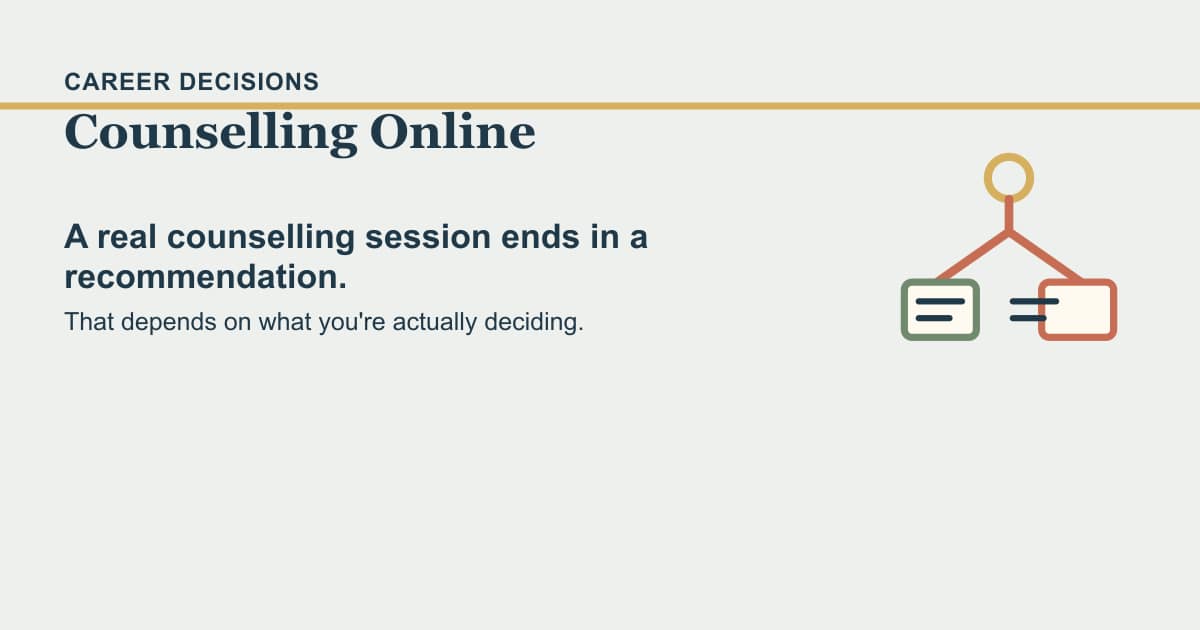 CAREER DECISIONS
Counselling Online
A real counselling session ends in a
recommendation.
That depends on what you're actually deciding.